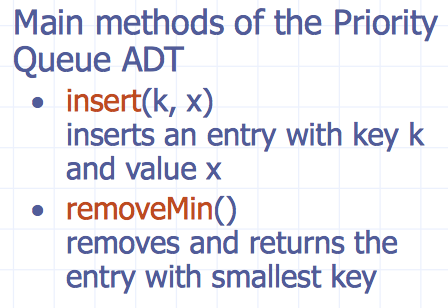 Main methods of the Priority
Queue ADT
• insert(k, x)
inserts an entry with key k
and value x
• removeMin()
removes and returns the
entry with smallest key